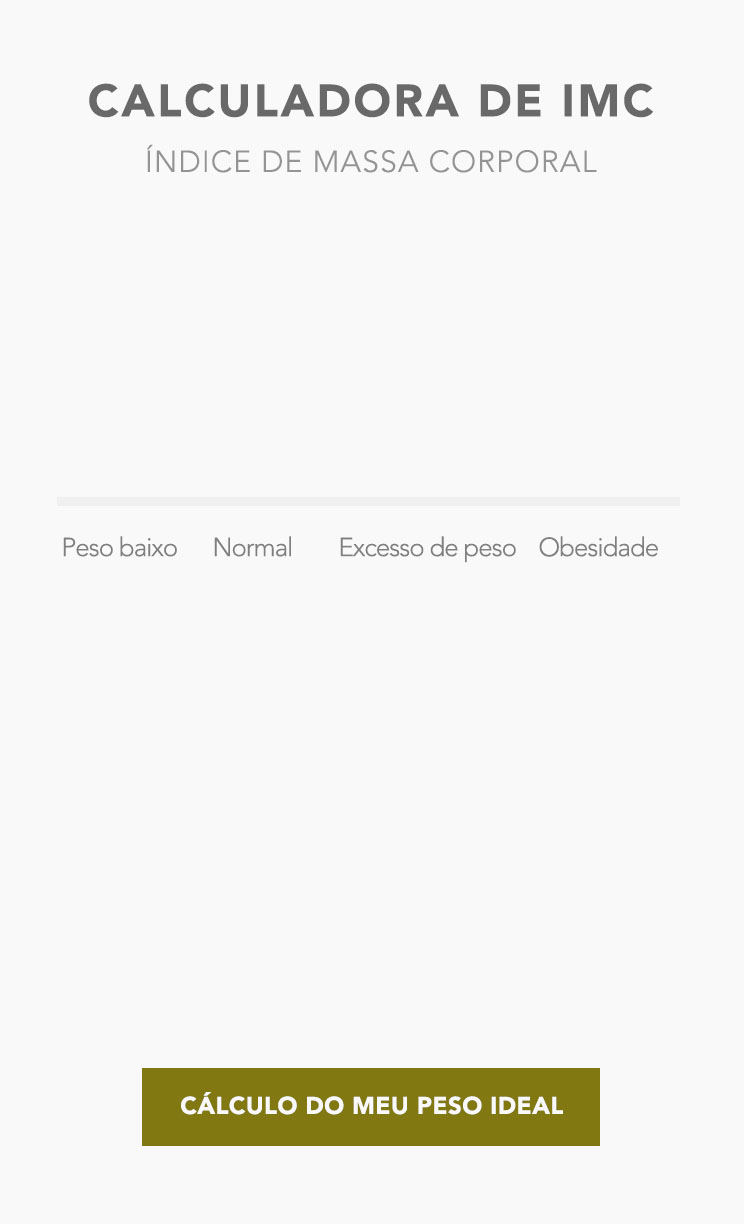 CALCULADORA DE IMC
ÍNDICE DE MASSA CORPORAL
Peso baixo Normal Excesso de peso Obesidade
CÁLCULO DO MEU PESO IDEAL